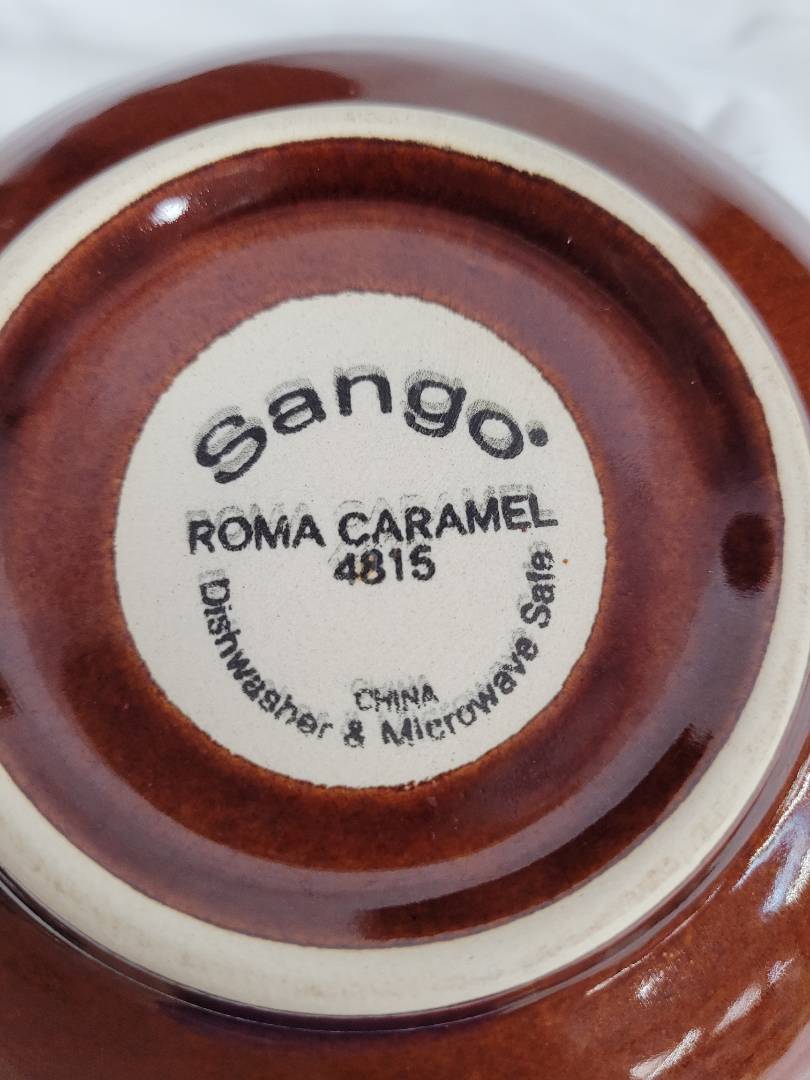 Sango
ROMA CARAMEL
4815
CHINA
Dishwasher & Microwave Safe